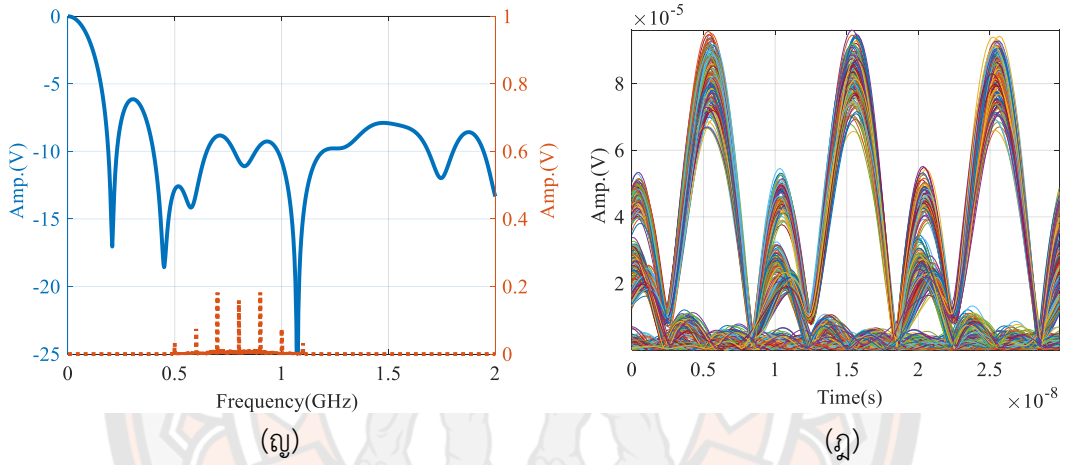 ×10⁻⁵
0
-5
-10
-15
-20
-25
Amp.(V)
1
0.8
0.6
0.4
0.2
0
Amp.(V)
0 0.5 1 1.5 2
Frequency(GHz)
8
6
4
2
Amp.(V)
0 0.5 1 1.5 2 2.5
Time(s) ×10⁻⁸
(ญ) (ฎ)